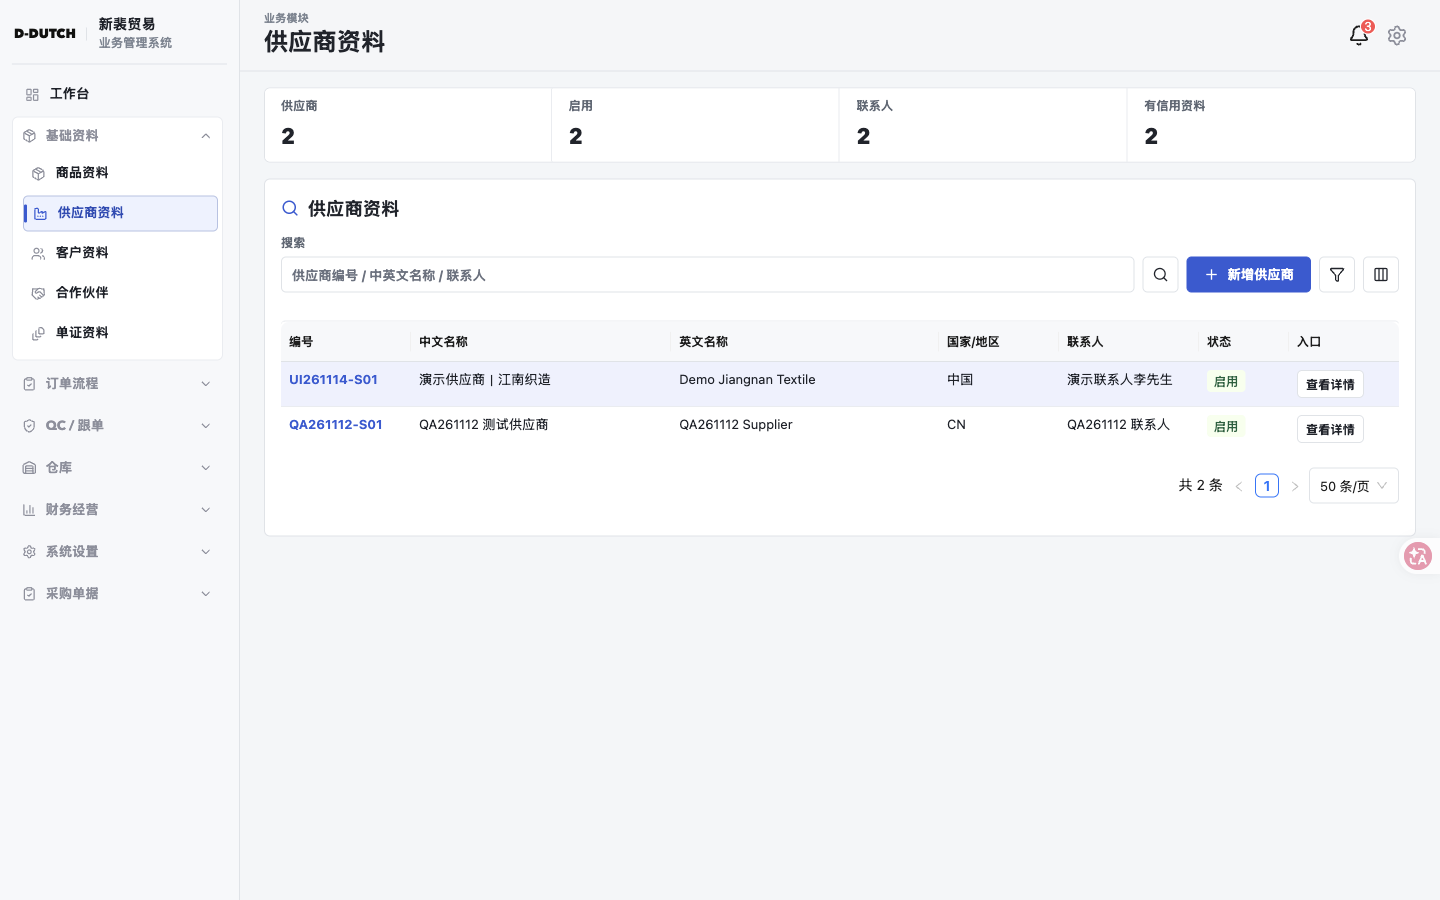 D-DUTCH
新裴贸易
业务管理系统
工作台
基础资料
商品资料
供应商资料
客户资料
合作伙伴
单证资料
订单流程
QC / 跟单
仓库
财务经营
系统设置
采购单据
业务模块
供应商资料
3
供应商
2
启用
2
联系人
2
有信用资料
2
供应商资料
搜索
供应商编号 / 中英文名称 / 联系人
新增供应商
编号 中文名称 英文名称 国家/地区 联系人 状态 入口
UI261114-S01 演示供应商 | 江南织造 Demo Jiangnan Textile 中国 演示联系人李先生 启用 查看详情
QA261112-S01 QA261112 测试供应商 QA261112 Supplier CN QA261112 联系人 启用 查看详情
共 2 条 1 50 条/页